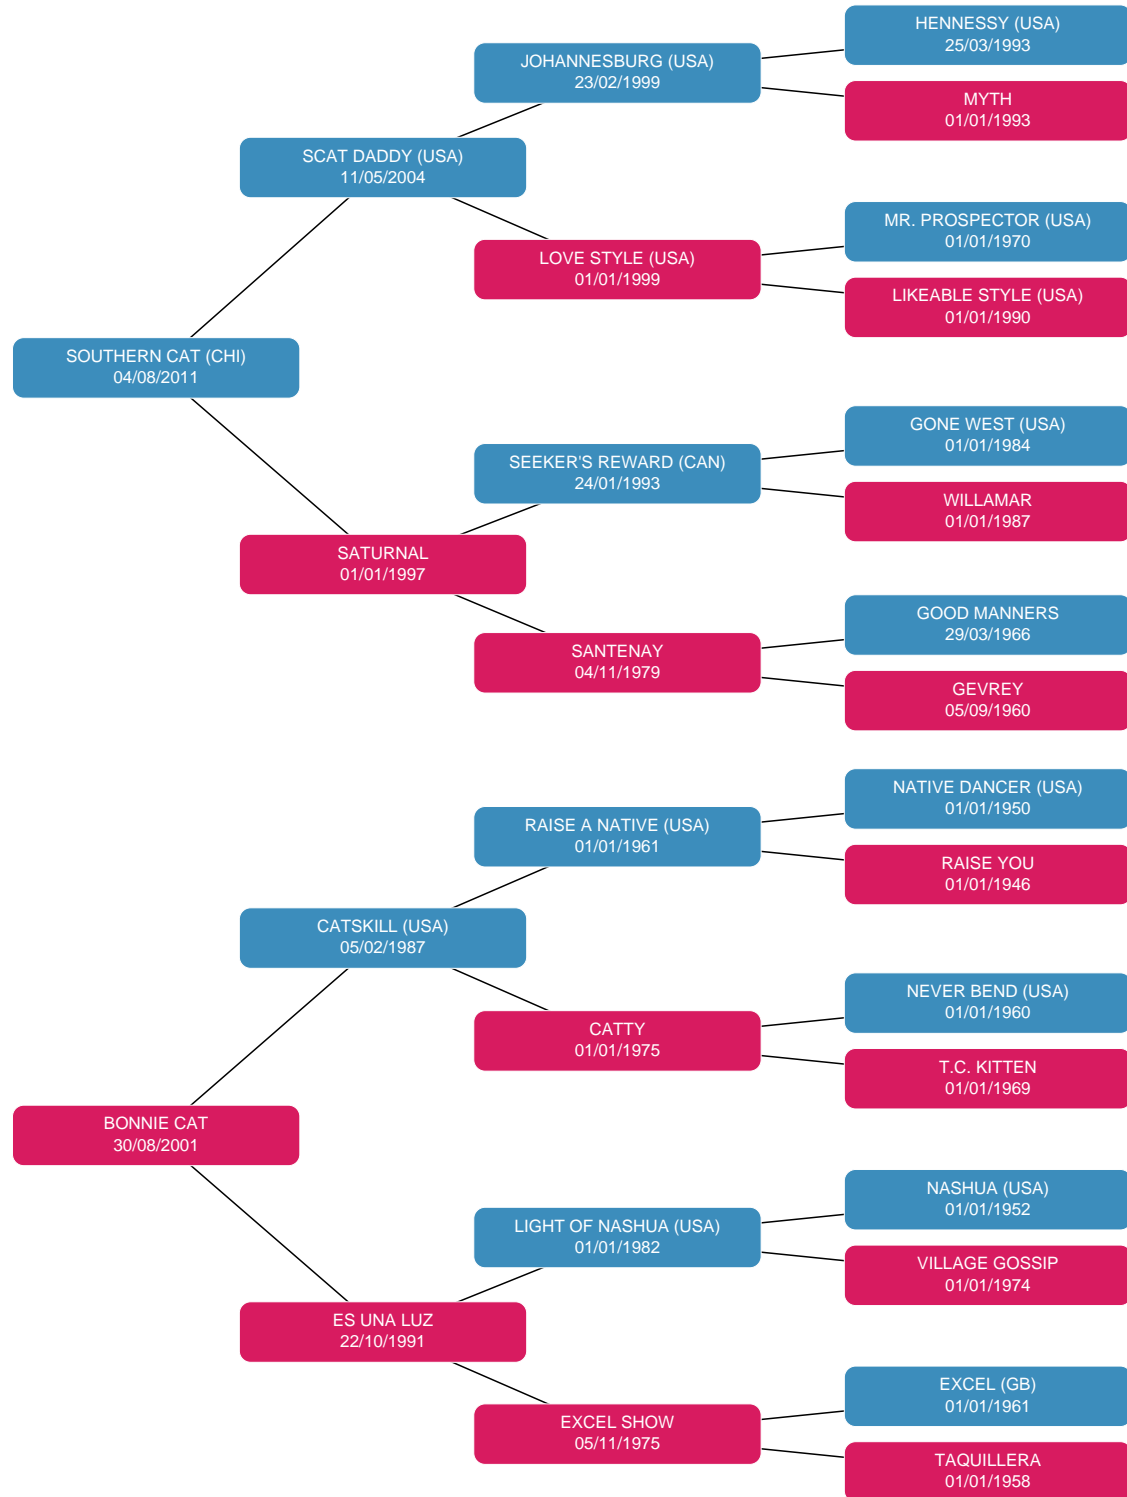 HENNESSY (USA)
25/03/1993
JOHANNESBURG (USA)
23/02/1999
MYTH
01/01/1993
SCAT DADDY (USA)
11/05/2004
MR. PROSPECTOR (USA)
01/01/1970
LOVE STYLE (USA)
01/01/1999
LIKEABLE STYLE (USA)
01/01/1990
SOUTHERN CAT (CHI)
04/08/2011
GONE WEST (USA)
01/01/1984
SEEKER'S REWARD (CAN)
24/01/1993
WILLAMAR
01/01/1987
SATURNAL
01/01/1997
GOOD MANNERS
29/03/1966
SANTENAY
04/11/1979
GEVREY
05/09/1960
NATIVE DANCER (USA)
01/01/1950
RAISE A NATIVE (USA)
01/01/1961
RAISE YOU
01/01/1946
CATSKILL (USA)
05/02/1987
NEVER BEND (USA)
01/01/1960
CATTY
01/01/1975
T.C. KITTEN
01/01/1969
BONNIE CAT
30/08/2001
NASHUA (USA)
01/01/1952
LIGHT OF NASHUA (USA)
01/01/1982
VILLAGE GOSSIP
01/01/1974
ES UNA LUZ
22/10/1991
EXCEL (GB)
01/01/1961
EXCEL SHOW
05/11/1975
TAQUILLERA
01/01/1958